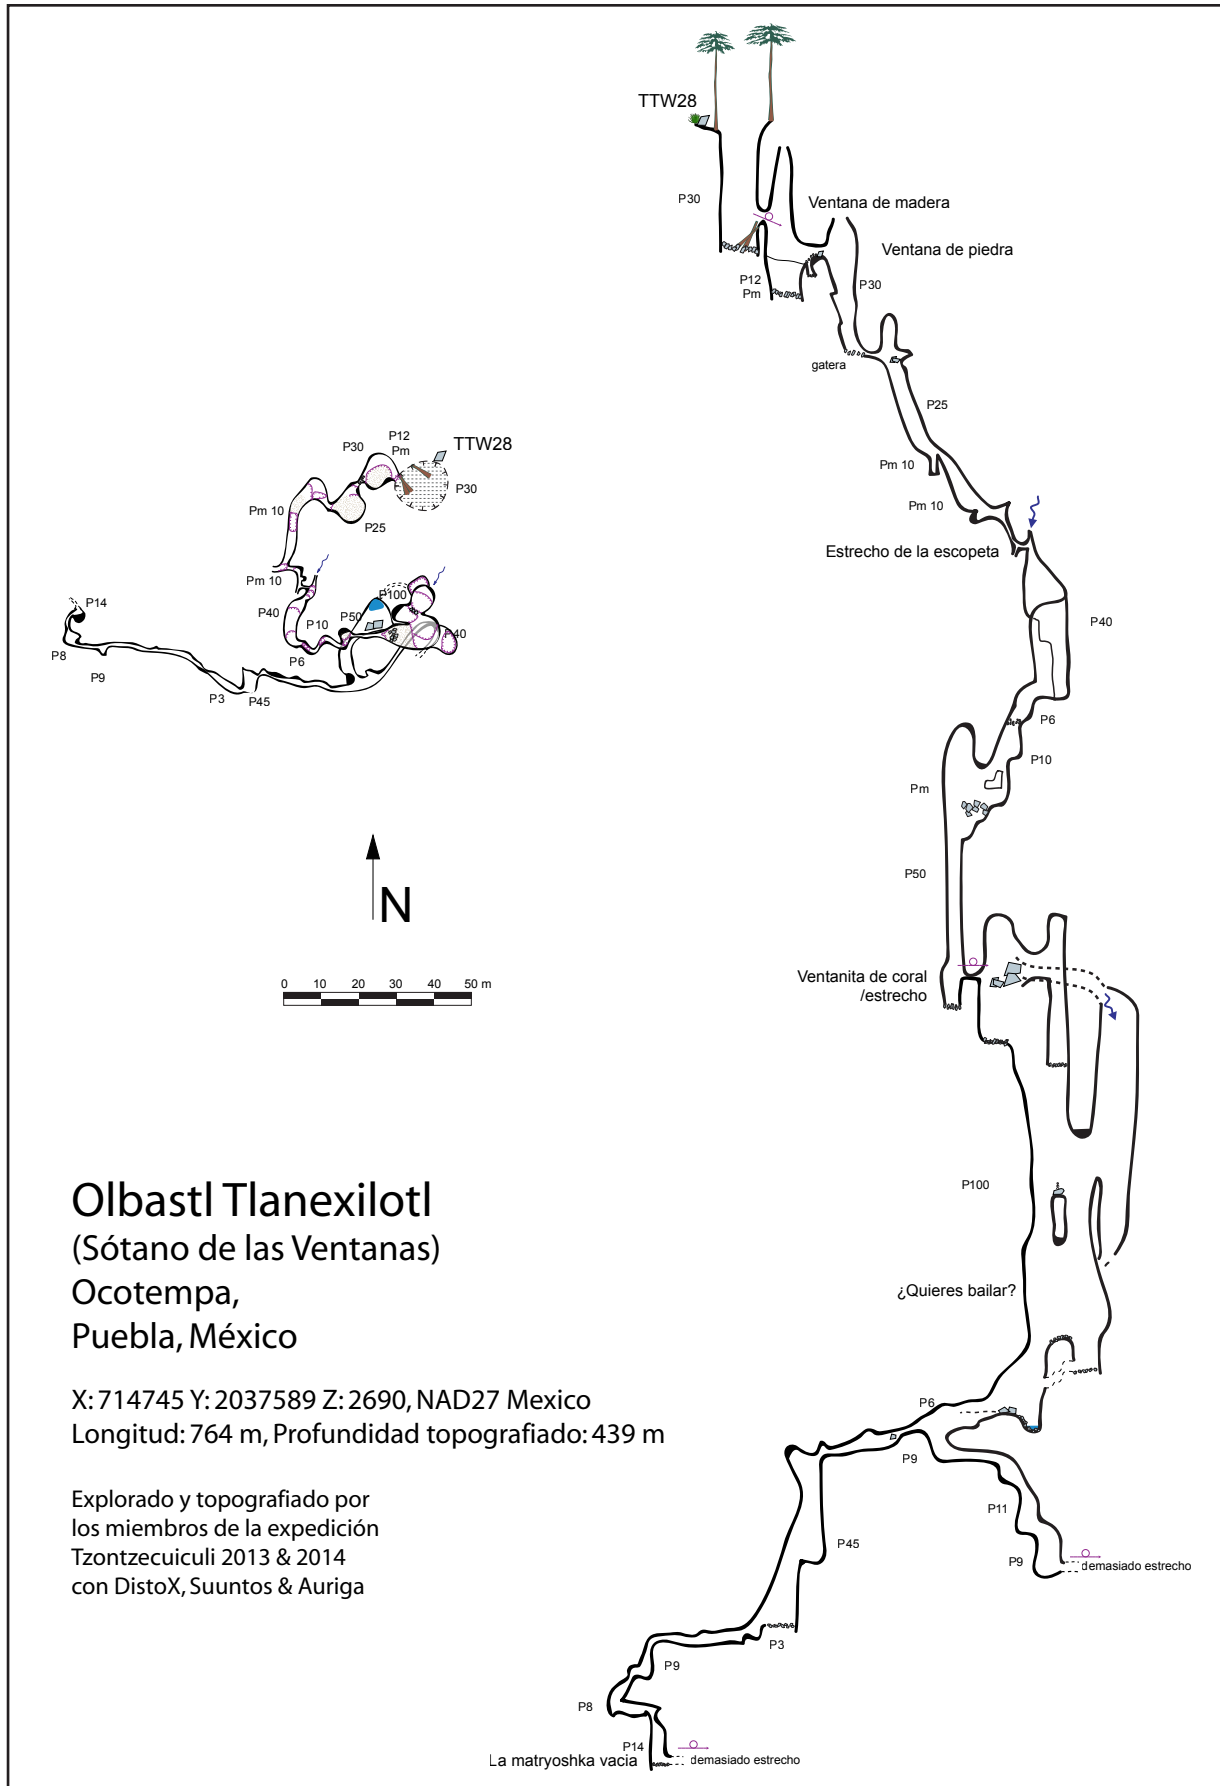 TTW28
P30
Ventana de madera
Ventana de piedra
P12
Pm
P30
gatera
P25
Pm 10
Pm 10
Estrecho de la escopeta
P40
P6
P10
Pm
P50
Ventanita de coral
/estrecho
P100
¿Quieres bailar?
P6
P9
P11
P9
demasiado estrecho
P45
P3
P9
P8
P14
La matryoshka vacia
demasiado estrecho
P12
Pm
P30
TTW28
P30
Pm 10
P25
Pm 10
P14
P40
P10
P50
P100
P40
P8
P9
P6
P3
P45
N
0 10 20 30 40 50 m
Olbastl Tlanexilotl
(Sótano de las Ventanas)
Ocotempa,
Puebla, México
X: 714745 Y: 2037589 Z: 2690, NAD27 Mexico
Longitud: 764 m, Profundidad topografiado: 439 m
Explorado y topografiado por
los miembros de la expedición
Tzontzecuiculi 2013 & 2014
con DistoX, Suuntos & Auriga